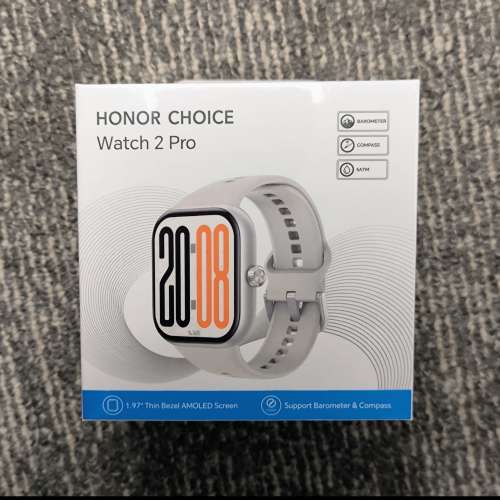 HONOR CHOICE
Watch 2 Pro
BAROMETER
COMPASS
5ATM
20:08
1.97" Thin Bezel AMOLED Screen
Support Barometer & Compass